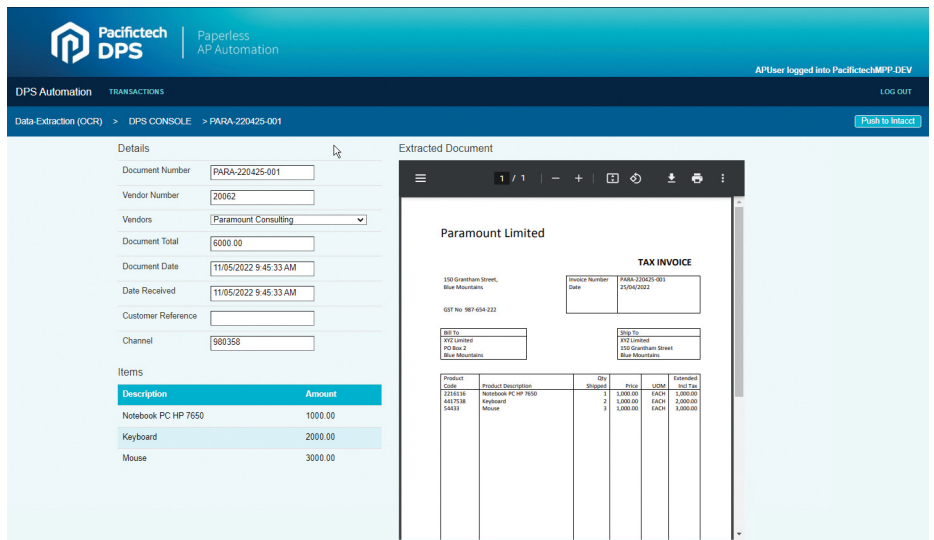 Pacifictech
DPS
Paperless
AP Automation
APUser logged into PacifictechMPP-DEV
DPS Automation TRANSACTIONS LOG OUT
Data-Extraction (OCR) > DPS CONSOLE > PARA-220425-001 Push to Intacct
Details
Document Number PARA-220425-001
Vendor Number 20062
Vendors Paramount Consulting
Document Total 6000.00
Document Date 11/05/2022 9:45:33 AM
Date Received 11/05/2022 9:45:33 AM
Customer Reference
Channel 980358
Items
Description Amount
Notebook PC HP 7650 1000.00
Keyboard 2000.00
Mouse 3000.00
Extracted Document
1 / 1
Paramount Limited
TAX INVOICE
150 Grantham Street,
Blue Mountains
Invoice Number PARA-220425-001
Date 25/04/2022
GST No 987-654-222
Bill To
XYZ Limited
PO Box 2
Blue Mountains
Ship To
XYZ Limited
150 Grantham Street
Blue Mountains
Product Qty Extended
Code Product Description Shipped Price UOM Incl Tax
2216116 Notebook PC HP 7650 1 1,000.00 EACH 1,000.00
4417538 Keyboard 2 1,000.00 EACH 2,000.00
54433 Mouse 3 1,000.00 EACH 3,000.00